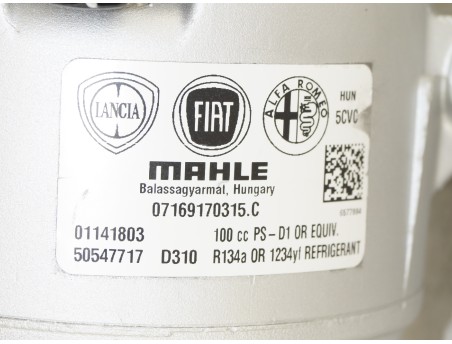 LANCIA FIAT ALFA ROMEO HUN
5CVC
MAHLE
Balassagyarmat, Hungary
07169170315.C
01141803 100 cc PS-D1 OR EQUIV.
50547717 D310 R134a OR 1234yf REFRIGERANT